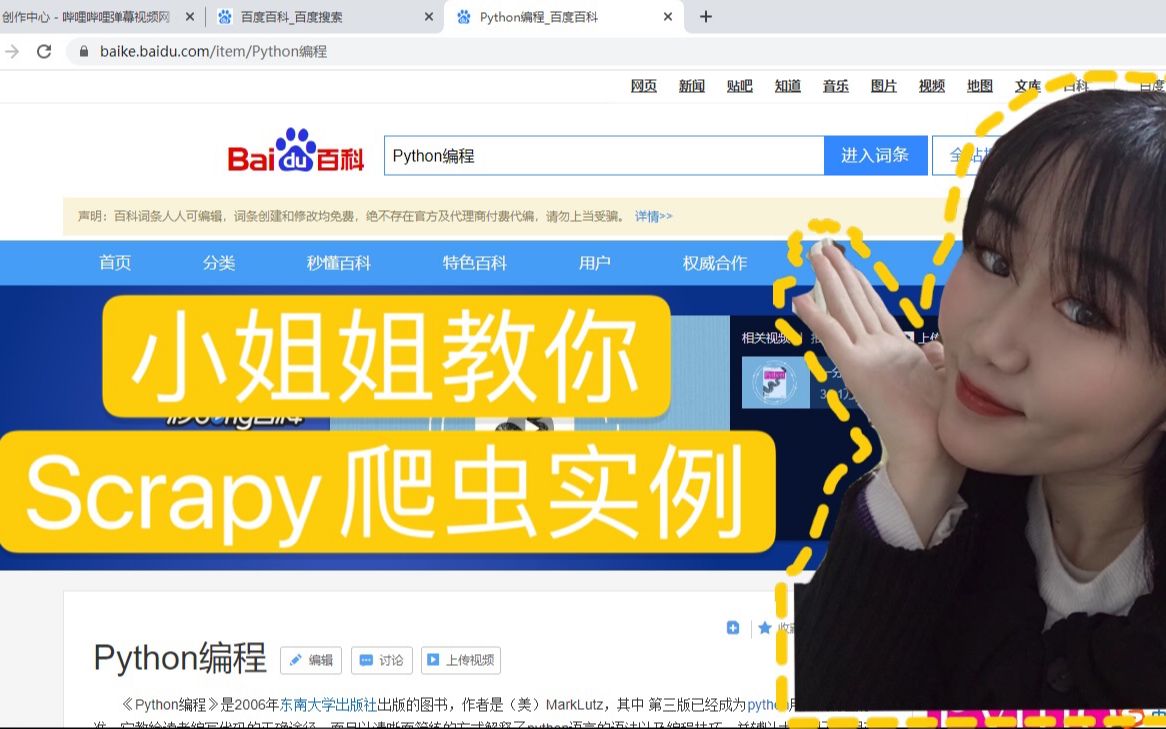 创作中心 - 哔哩哔哩弹幕视频网
百度百科_百度搜索
Python编程_百度百科
baike.baidu.com/item/Python编程
网页 新闻 贴吧 知道 音乐 图片 视频 地图 文库 百科 百度
Bai du 百科
Python编程
进入词条
声明：百科词条人人可编辑，词条创建和修改均免费，绝不存在官方及代理商付费代编，请勿上当受骗。 详情>>
首页 分类 秒懂百科 特色百科 用户 权威合作
相关视频
上传
小姐姐教你
Scrapy 爬虫实例
Python编程
编辑 讨论 上传视频
《Python编程》是2006年东南大学出版社出版的图书，作者是（美）MarkLutz，其中 第三版已经成为python